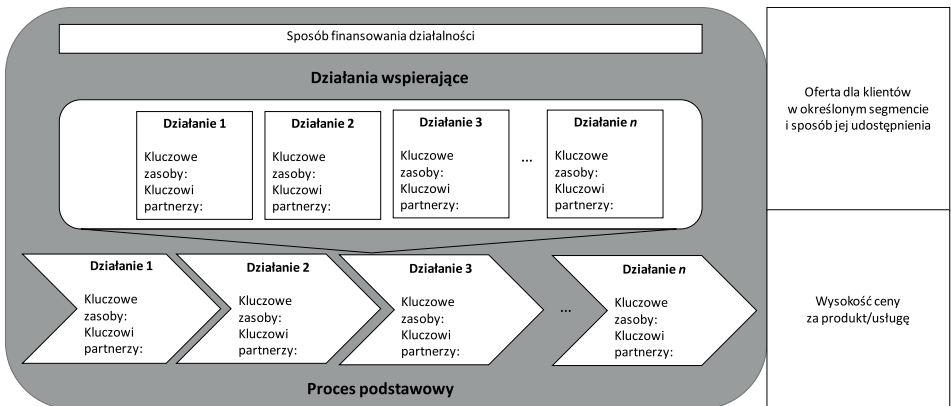 Sposób finansowania działalności
Działania wspierające
Działanie 1
Kluczowe
zasoby:
Kluczowi
partnerzy:
Działanie 2
Kluczowe
zasoby:
Kluczowi
partnerzy:
Działanie 3
Kluczowe
zasoby:
Kluczowi
partnerzy:
...
Działanie n
Kluczowe
zasoby:
Kluczowi
partnerzy:
Działanie 1
Kluczowe
zasoby:
Kluczowi
partnerzy:
Działanie 2
Kluczowe
zasoby:
Kluczowi
partnerzy:
Działanie 3
Kluczowe
zasoby:
Kluczowi
partnerzy:
...
Działanie n
Kluczowe
zasoby:
Kluczowi
partnerzy:
Proces podstawowy
Oferta dla klientów
w określonym segmencie
i sposób jej udostępnienia
Wysokość ceny
za produkt/usługę